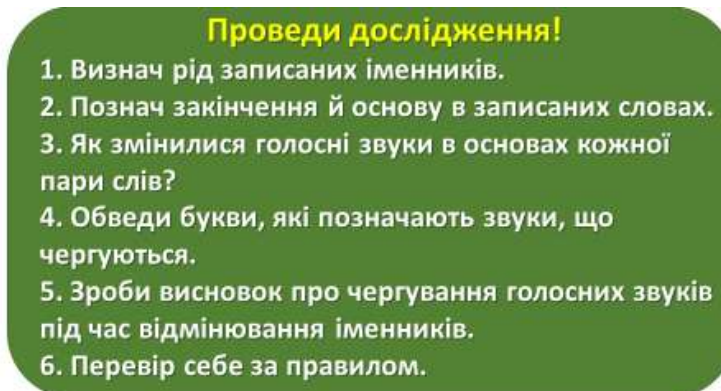 Проведи дослідження!
1. Визнач рід записаних іменників.
2. Познач закінчення й основу в записаних словах.
3. Як змінилися голосні звуки в основах кожної
пари слів?
4. Обведи букви, які позначають звуки, що
чергуються.
5. Зроби висновок про чергування голосних звуків
під час відмінювання іменників.
6. Перевір себе за правилом.